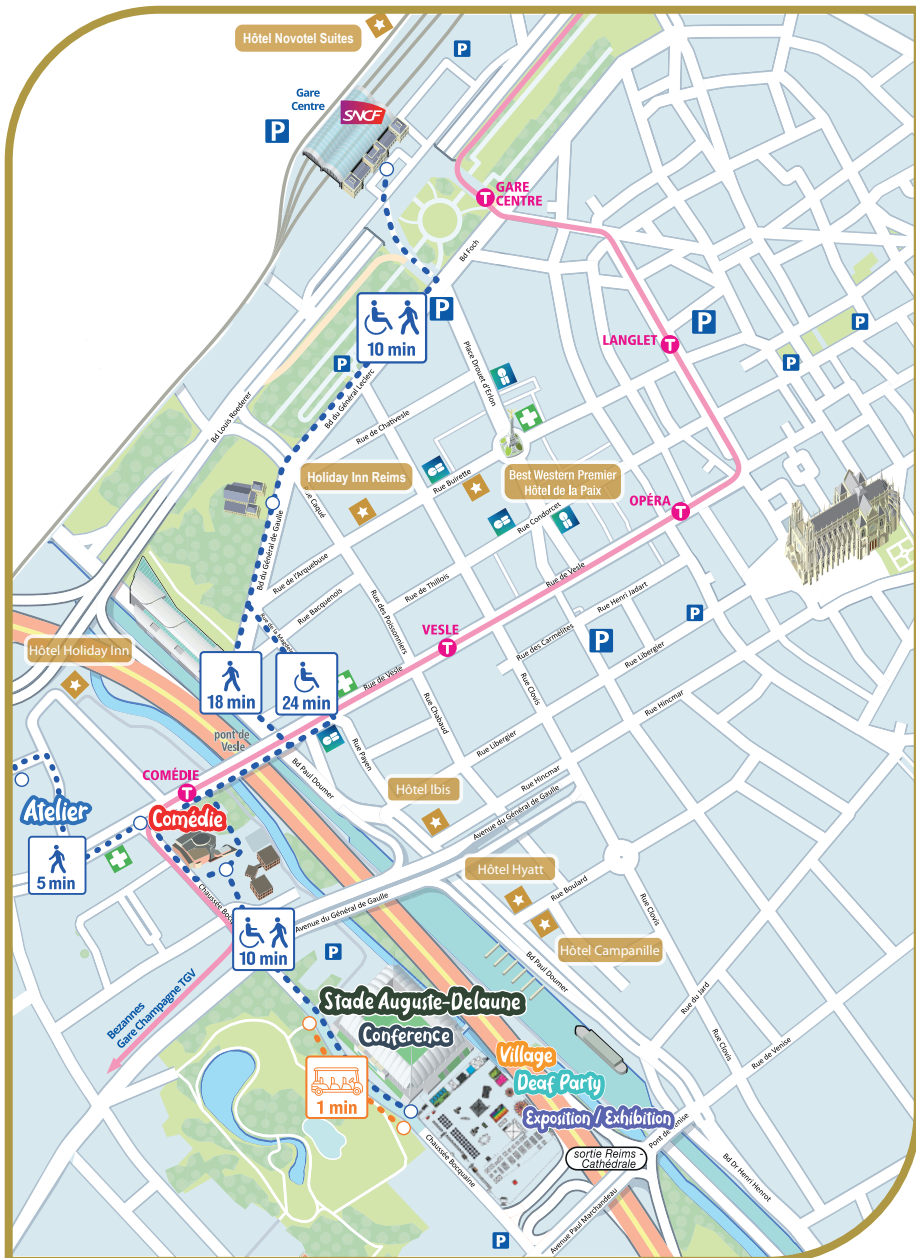 Hôtel Novotel Suites
P
Gare
Centre
SNCF
P
T
GARE
CENTRE
Bd Foch
P
10 min
P
LANGLET
T
P
P
P
Place Drouet d'Erlon
Bd Louis Roederer
Bd du Général Leclerc
Rue de Chativesle
Holiday Inn Reims
Rue Buirette
Best Western Premier
Hôtel de la Paix
OPÉRA
T
Rue Condorcet
Bd du Général de Gaulle
Rue de l'Arquebuse
Rue Bacquenois
Rue des Poissonniers
Rue de Thillois
Rue de Vesle
Rue Henri Jadart
P
VESLE
T
Rue des Carmelites
P
Rue Libergier
Hôtel Holiday Inn
18 min
24 min
Rue de Vesle
Rue Chabaud
Rue Clovis
Rue Hincmar
pont de
Vesle
Rue Payen
Rue Libergier
Bd Paul Doumer
Rue Hincmar
COMÉDIE
T
Hôtel Ibis
Avenue du Général de Gaulle
Atelier
Comédie
5 min
Hôtel Hyatt
Rue Boulard
Rue Clovis
Avenue du Général de Gaulle
10 min
P
Hôtel Campanille
Bd Paul Doumer
Bezannes
Gare Champagne TGV
Stade Auguste-Delaune
Conference
Rue du Jard
Rue Clovis
Rue de Venise
Village
Deaf Party
Exposition / Exhibition
1 min
sortie Reims -
Cathédrale
Chaussée Bocquaine
Bd Dr Henri Henrot
Avenue Paul Marchandeau
P